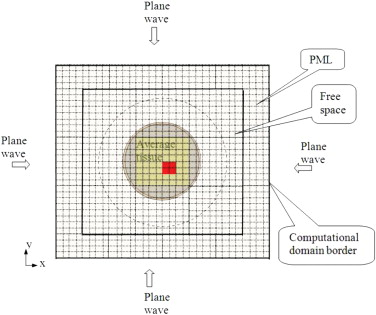 Plane
wave
PML
Free
space
Average
tissue
Plane
wave
Plane
wave
Computational
domain border
y
x
Plane
wave